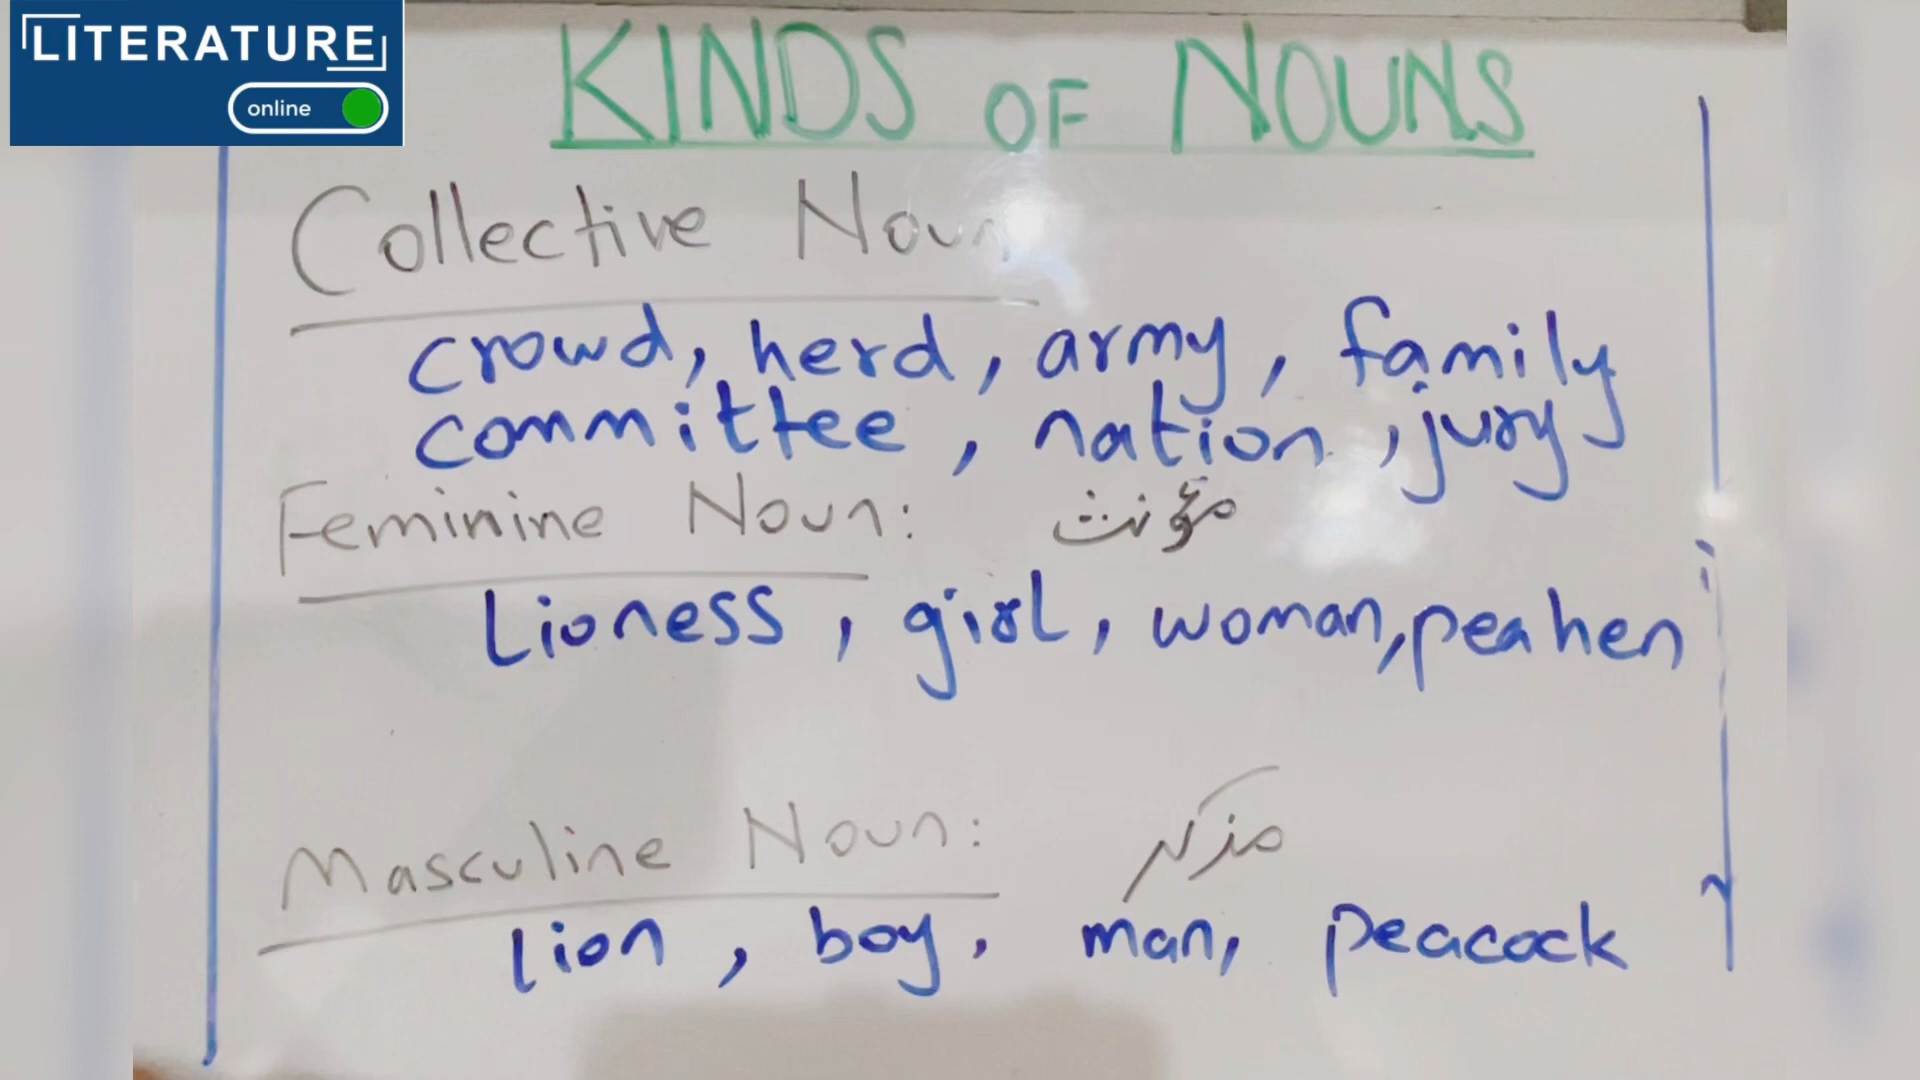 LITERATURE
online
KINDS OF NOUNS
Collective Noun
crowd, herd, army, family
committee, nation, jury
Feminine Noun: مؤنث
Lioness, girl, woman, peahen
Masculine Noun: مذکر
lion, boy, man, peacock